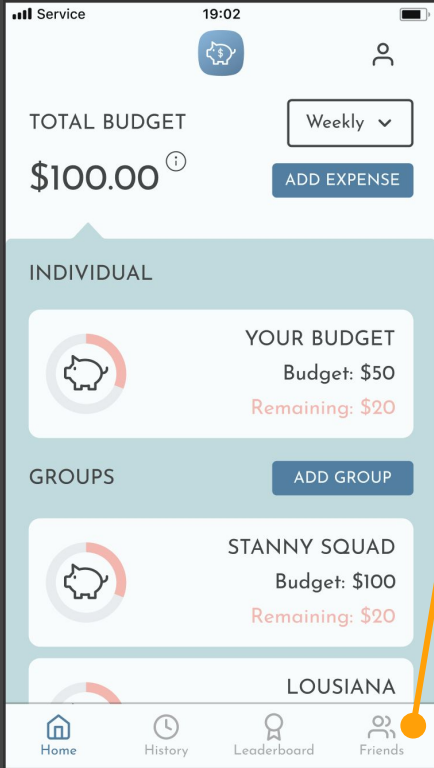 Service 19:02
$
TOTAL BUDGET
Weekly
$100.00 i
ADD EXPENSE
INDIVIDUAL
YOUR BUDGET
Budget: $50
Remaining: $20
GROUPS
ADD GROUP
STANNY SQUAD
Budget: $100
Remaining: $20
LOUSIANA
Home History Leaderboard Friends